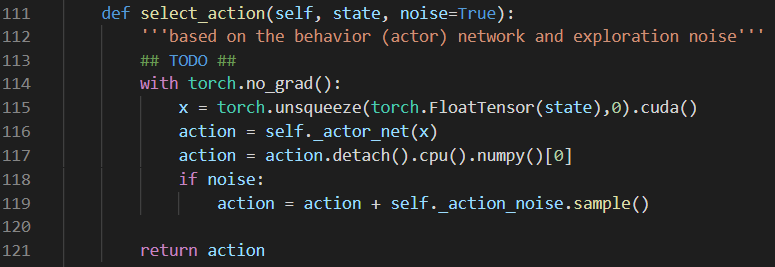 111 def select_action(self, state, noise=True):
112 '''based on the behavior (actor) network and exploration noise'''
113 ## TODO ##
114 with torch.no_grad():
115 x = torch.unsqueeze(torch.FloatTensor(state),0).cuda()
116 action = self._actor_net(x)
117 action = action.detach().cpu().numpy()[0]
118 if noise:
119 action = action + self._action_noise.sample()
120
121 return action